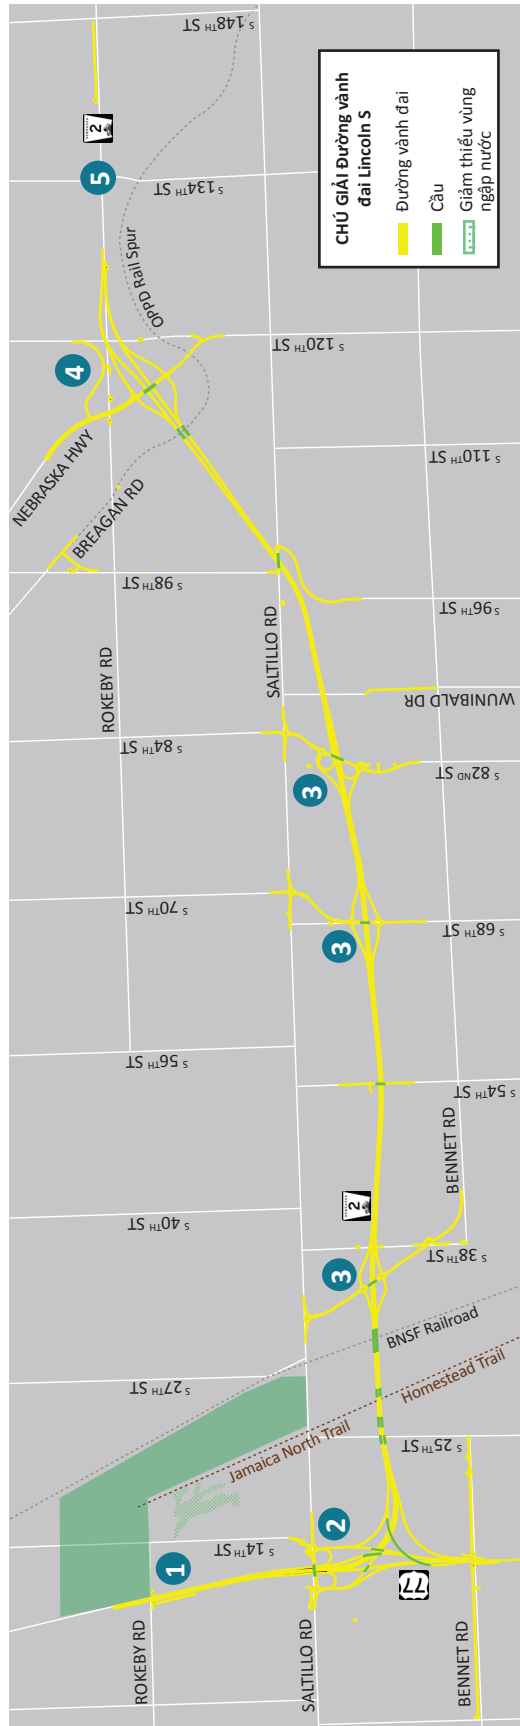 ROKEBY RD
SALTILLO RD
BENNET RD
1
S 14TH ST
2
77
S 25TH ST
Jamaica North Trail
Homestead Trail
BNSF Railroad
S 27TH ST
3
S 38TH ST
BENNET RD
NEBRASKA
2
S 40TH ST
S 54TH ST
S 56TH ST
3
S 68TH ST
S 70TH ST
3
S 82ND ST
S 84TH ST
WUNIBALD DR
ROKEBY RD
SALTILLO RD
S 96TH ST
S 98TH ST
BREAGAN RD
NEBRASKA HWY
S 110TH ST
4
S 120TH ST
OPPD Rail Spur
5
S 134TH ST
NEBRASKA
2
S 148TH ST
CHÚ GIẢI Đường vành
đai Lincoln S
Đường vành đai
Cầu
Giảm thiểu vùng
ngập nước